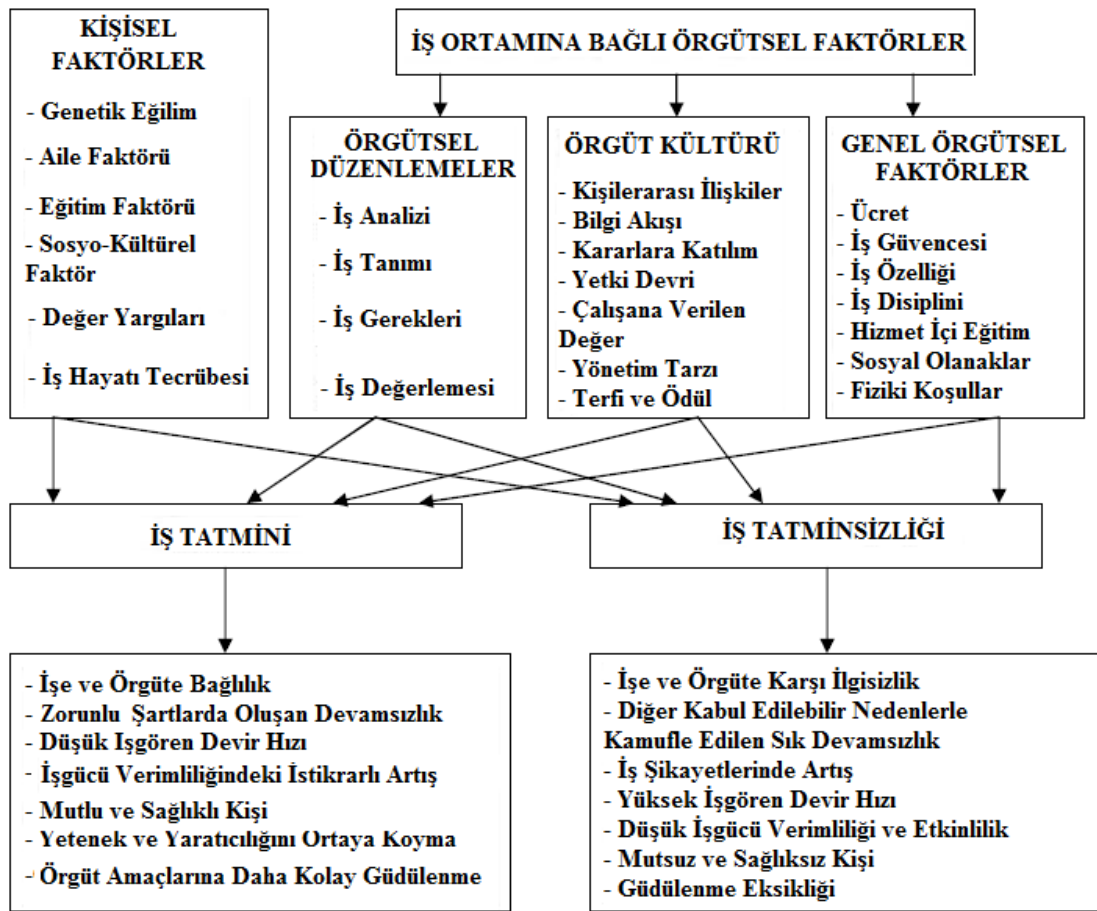 KİŞİSEL
FAKTÖRLER
- Genetik Eğilim
- Aile Faktörü
- Eğitim Faktörü
- Sosyo-Kültürel
Faktör
- Değer Yargıları
- İş Hayatı Tecrübesi
İŞ ORTAMINA BAĞLI ÖRGÜTSEL FAKTÖRLER
ÖRGÜTSEL
DÜZENLEMELER
- İş Analizi
- İş Tanımı
- İş Gerekleri
- İş Değerlemesi
ÖRGÜT KÜLTÜRÜ
- Kişilerarası İlişkiler
- Bilgi Akışı
- Kararlara Katılım
- Yetki Devri
- Çalışana Verilen
Değer
- Yönetim Tarzı
- Terfi ve Ödül
GENEL ÖRGÜTSEL
FAKTÖRLER
- Ücret
- İş Güvencesi
- İş Özelliği
- İş Disiplini
- Hizmet İçi Eğitim
- Sosyal Olanaklar
- Fiziki Koşullar
İŞ TATMİNİ
İŞ TATMİNSİZLİĞİ
- İşe ve Örgüte Bağlılık
- Zorunlu Şartlarda Oluşan Devamsızlık
- Düşük Işgören Devir Hızı
- İşgücü Verimliliğindeki İstikrarlı Artış
- Mutlu ve Sağlıklı Kişi
- Yetenek ve Yaratıcılığını Ortaya Koyma
- Örgüt Amaçlarına Daha Kolay Güdülenme
- İşe ve Örgüte Karşı İlgisizlik
- Diğer Kabul Edilebilir Nedenlerle
Kamufle Edilen Sık Devamsızlık
- İş Şikayetlerinde Artış
- Yüksek İşgören Devir Hızı
- Düşük İşgücü Verimliliği ve Etkinlilik
- Mutsuz ve Sağlıksız Kişi
- Güdülenme Eksikliği